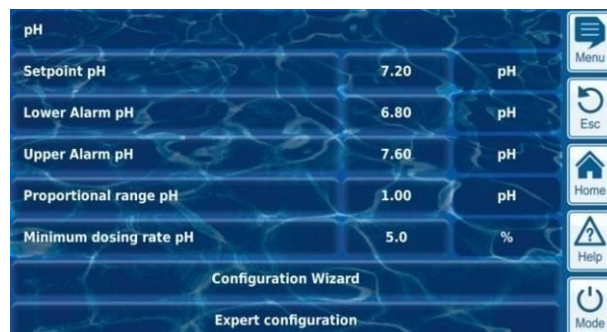 pH
Menu
Setpoint pH 7.20 pH
Lower Alarm pH 6.80 pH
Esc
Upper Alarm pH 7.60 pH
Proportional range pH 1.00 pH
Home
Minimum dosing rate pH 5.0 %
?
Help
Configuration Wizard
Expert configuration
Mode